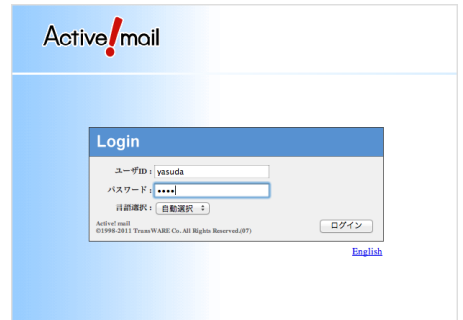 Active!mail
Login
ユーザID : yasuda
パスワード : ••••
言語選択 : 自動選択
Active! mail
©1998-2011 TransWARE Co. All Rights Reserved.(07)
ログイン
English